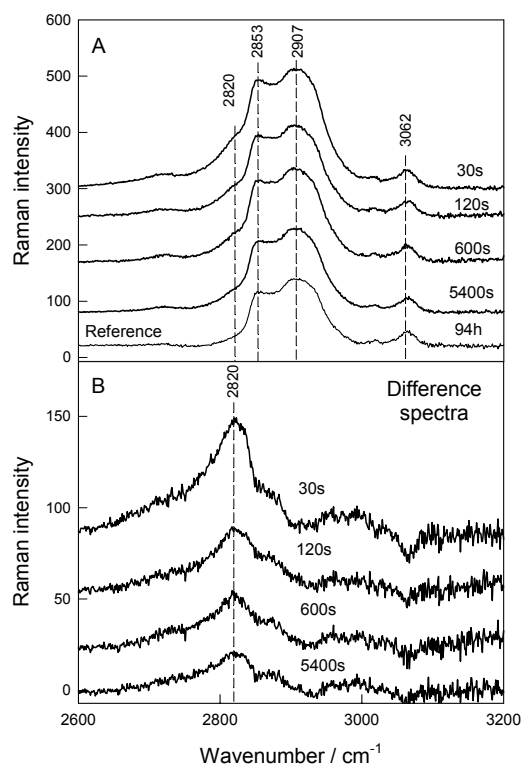 600
A
2820
2853
2907
3062
500
400
300
200
100
0
Raman intensity
30s
120s
600s
5400s
Reference
94h
B
2820
Difference
spectra
150
100
50
0
Raman intensity
30s
120s
600s
5400s
2600
2800
3000
3200
Wavenumber / cm-1